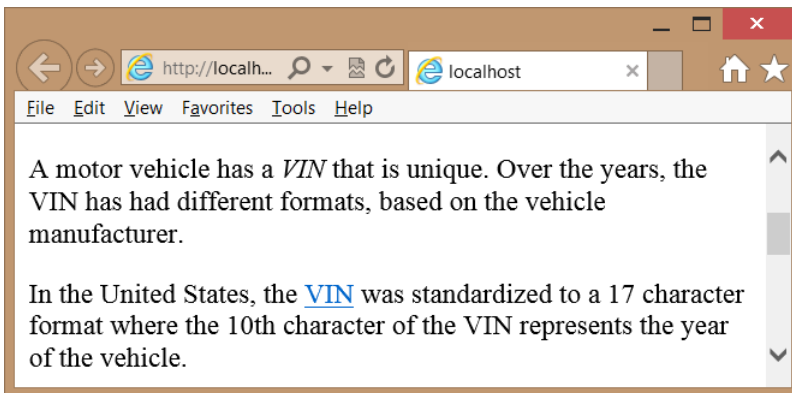 http://localh...
localhost
File Edit View Favorites Tools Help
A motor vehicle has a VIN that is unique. Over the years, the
VIN has had different formats, based on the vehicle
manufacturer.
In the United States, the VIN was standardized to a 17 character
format where the 10th character of the VIN represents the year
of the vehicle.